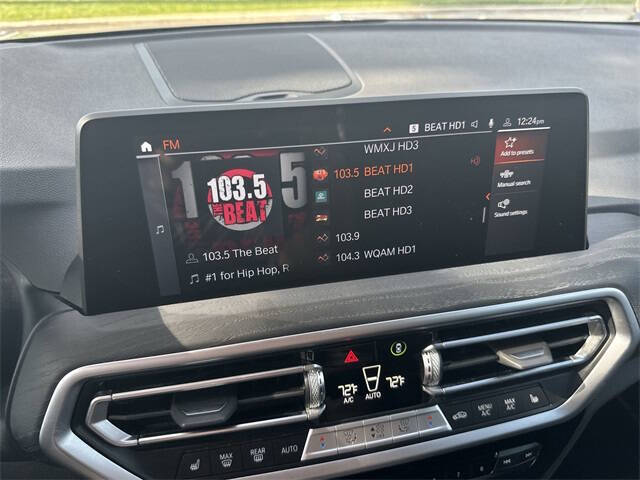 S BEAT HD1 12:24pm
FM
WMXJ HD3
103.5 BEAT HD1
BEAT HD2
BEAT HD3
103.9
104.3 WQAM HD1
103.5
THE
BEAT
103.5 The Beat
#1 for Hip Hop, R
Add to presets
Manual search
Sound settings
72°F
A/C
AUTO
72°F
MAX
REAR
AUTO
MENU
A/C
MAX
A/C